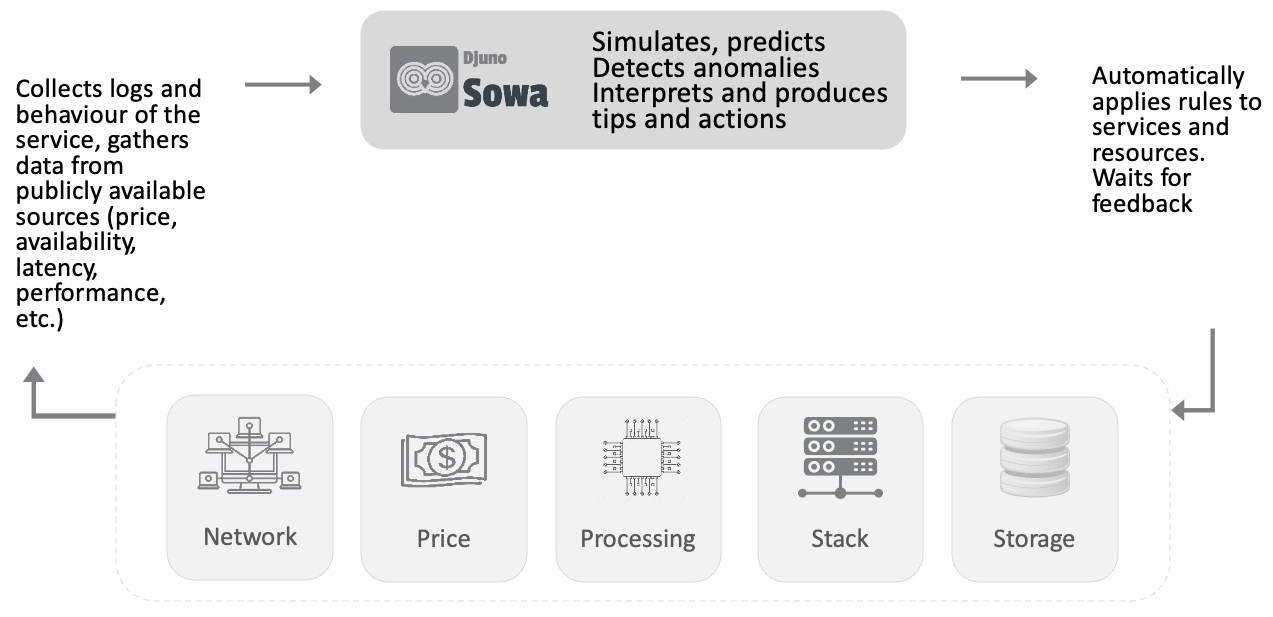 Collects logs and
behaviour of the
service, gathers
data from
publicly available
sources (price,
availability,
latency,
performance,
etc.)
Djuno
Sowa
Simulates, predicts
Detects anomalies
Interprets and produces
tips and actions
Automatically
applies rules to
services and
resources.
Waits for
feedback
Network
Price
Processing
Stack
Storage